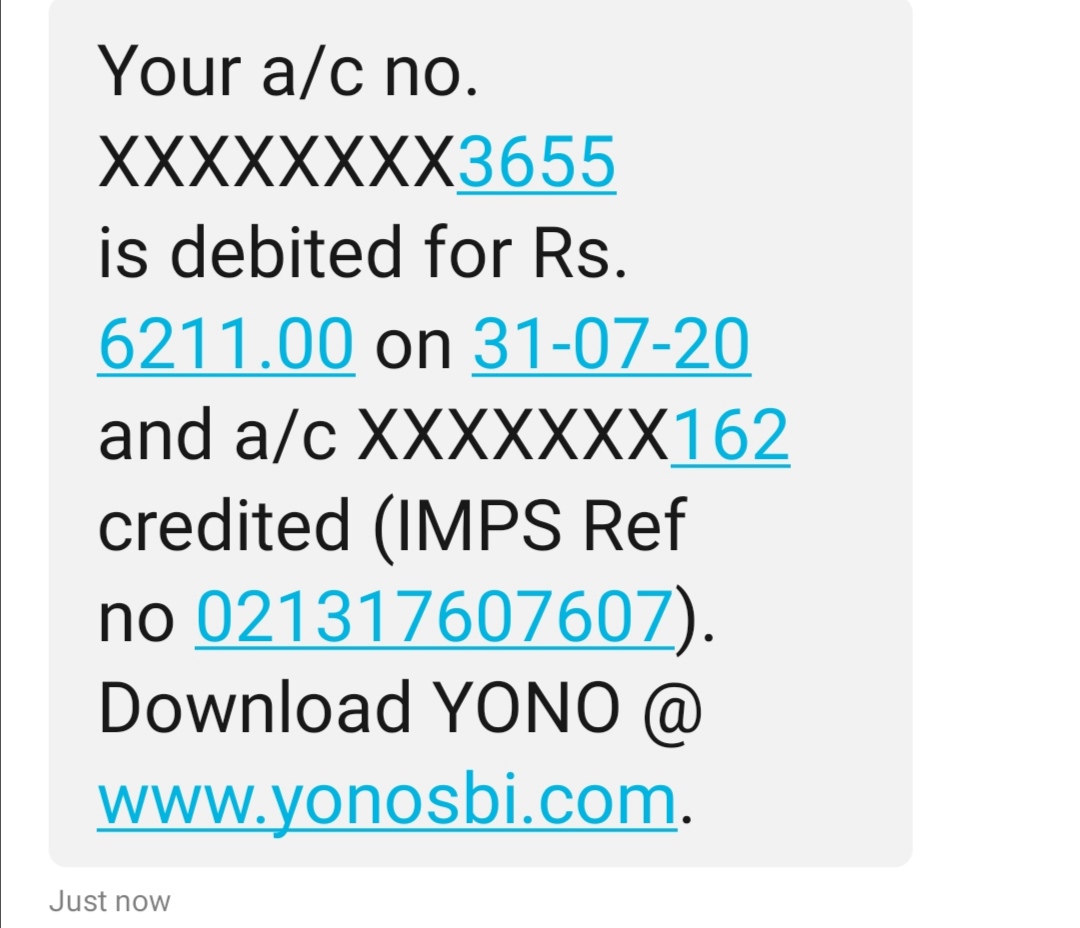 Your a/c no.
XXXXXXXX3655
is debited for Rs.
6211.00 on 31-07-20
and a/c XXXXXXX162
credited (IMPS Ref
no 021317607607).
Download YONO @
www.yonosbi.com.
Just now